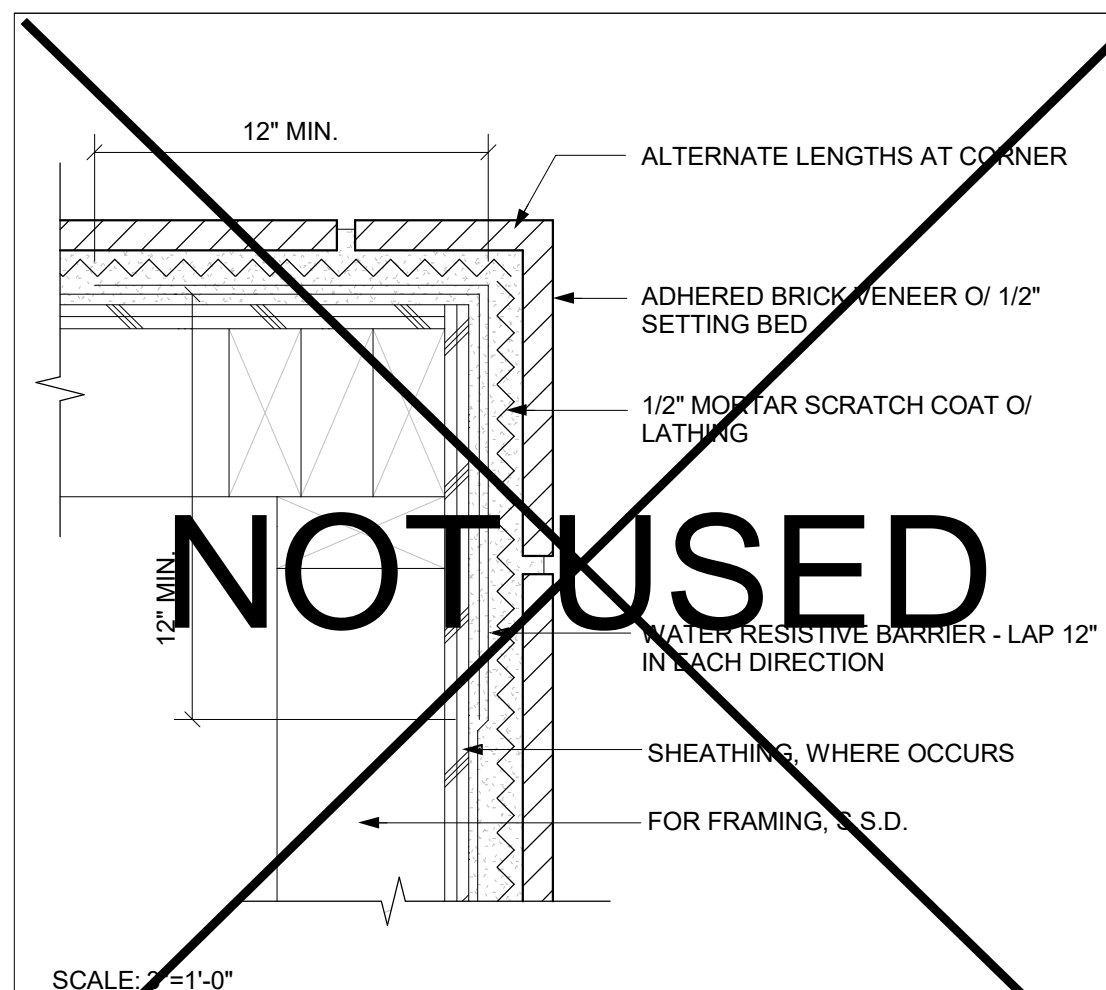 12" MIN.
ALTERNATE LENGTHS AT CORNER
ADHERED BRICK VENEER O/ 1/2"
SETTING BED
1/2" MORTAR SCRATCH COAT O/
LATHING
NOT USED
12" MIN.
WATER RESISTIVE BARRIER - LAP 12"
IN EACH DIRECTION
SHEATHING, WHERE OCCURS
FOR FRAMING, S.S.D.
SCALE: 3"=1'-0"